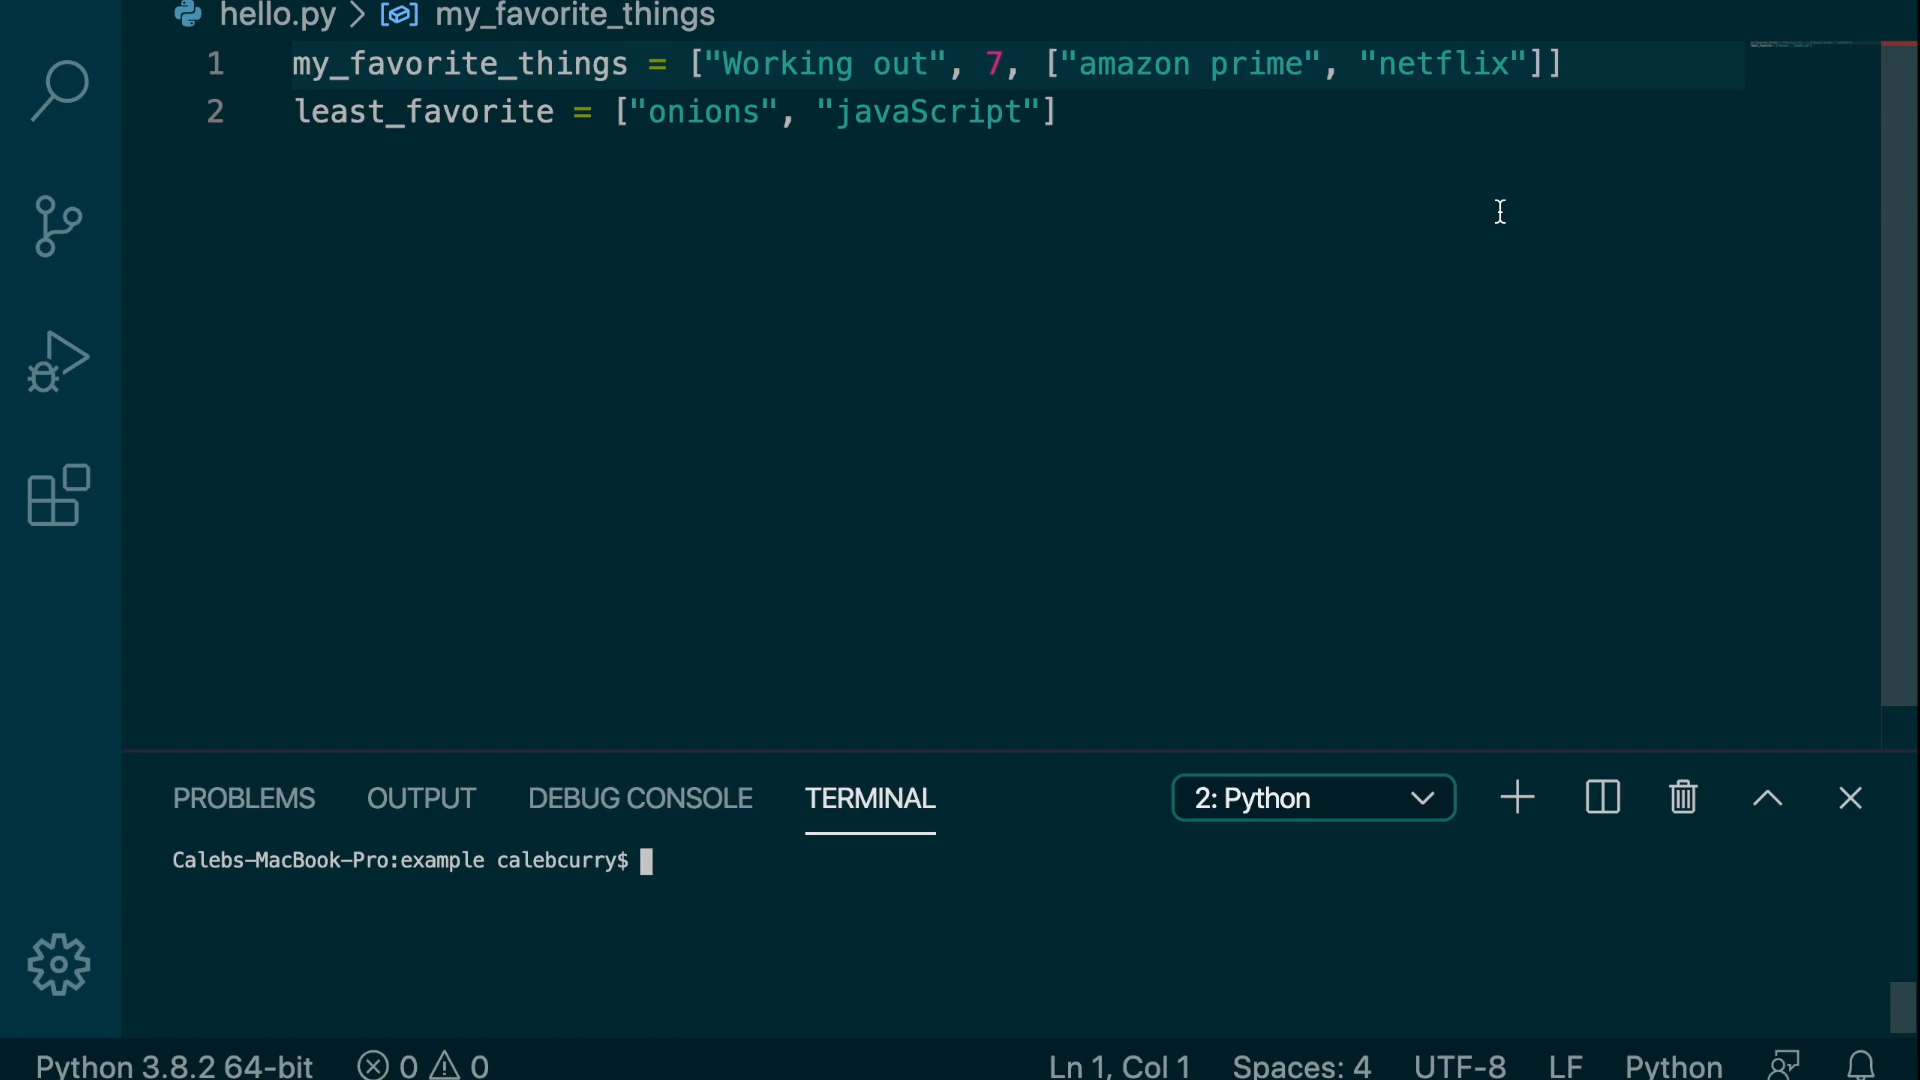 hello.py > my_favorite_things
1 my_favorite_things = ["Working out", 7, ["amazon prime", "netflix"]]
2 least_favorite = ["onions", "javaScript"]
PROBLEMS OUTPUT DEBUG CONSOLE TERMINAL 2: Python
Calebs-MacBook-Pro:example calebcurry$
Python 3.8.2 64-bit 0 0 Ln 1, Col 1 Spaces: 4 UTF-8 LF Python